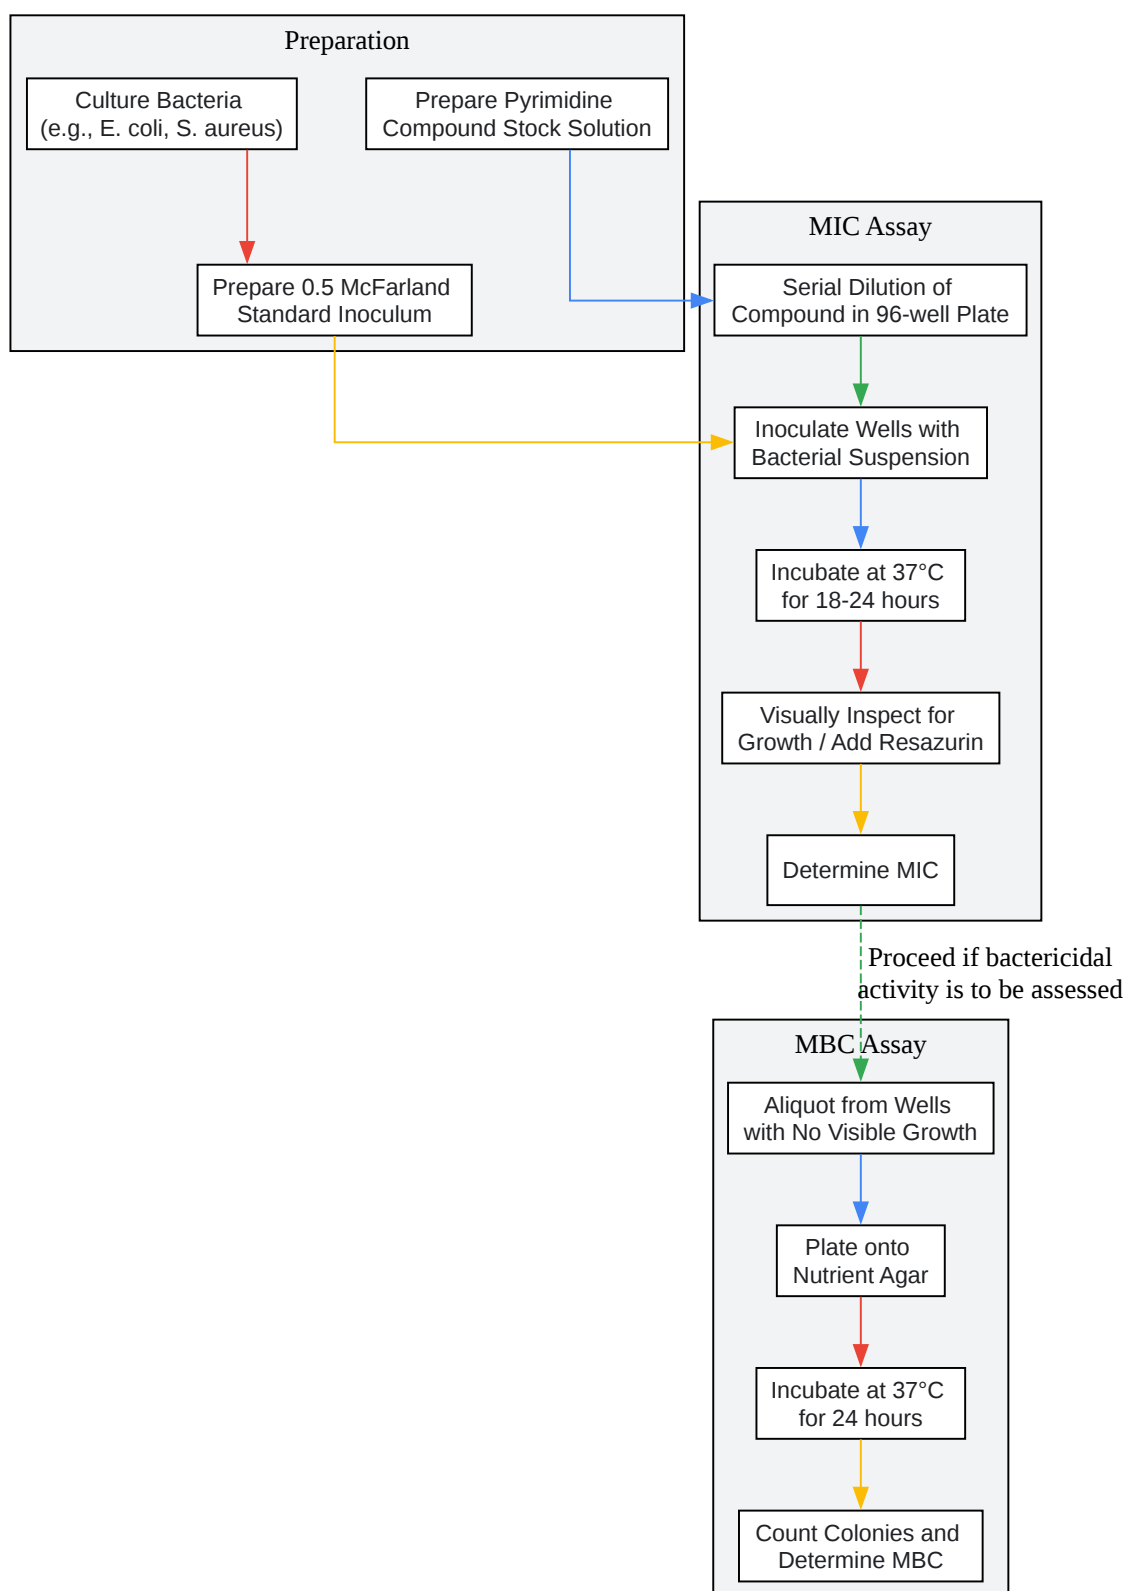 Preparation
Culture Bacteria
(e.g., E. coli, S. aureus)
Prepare Pyrimidine
Compound Stock Solution
Prepare 0.5 McFarland
Standard Inoculum
MIC Assay
Serial Dilution of
Compound in 96-well Plate
Inoculate Wells with
Bacterial Suspension
Incubate at 37°C
for 18-24 hours
Visually Inspect for
Growth / Add Resazurin
Determine MIC
Proceed if bactericidal
activity is to be assessed
MBC Assay
Aliquot from Wells
with No Visible Growth
Plate onto
Nutrient Agar
Incubate at 37°C
for 24 hours
Count Colonies and
Determine MBC